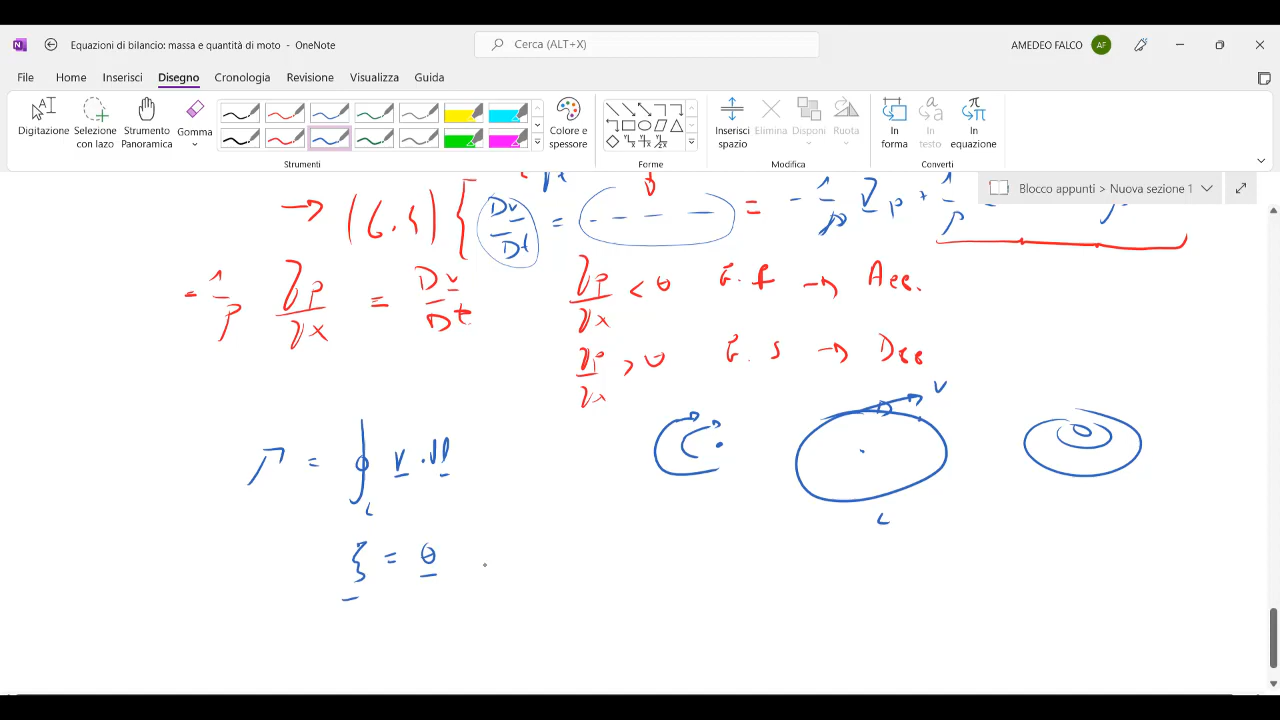 Equazioni di bilancio: massa e quantità di moto - OneNote
Cerca (ALT+X)
AMEDEO FALCO
AF
File Home Inserisci Disegno Cronologia Revisione Visualizza Guida
Digitazione
Selezione con lazo
Strumento Panoramica
Gomma
Strumenti
Colore e spessore
Forme
Inserisci spazio
Elimina
Disponi
Ruota
Modifica
In forma
In testo
In equazione
Converti
Blocco appunti > Nuova sezione 1
Dv/Dt =
= Dv/Dt
< 0 G. f → Acc.
> 0 G. s → Dec
Γ = ∮ v · dl
L
v
L
ξ = 0